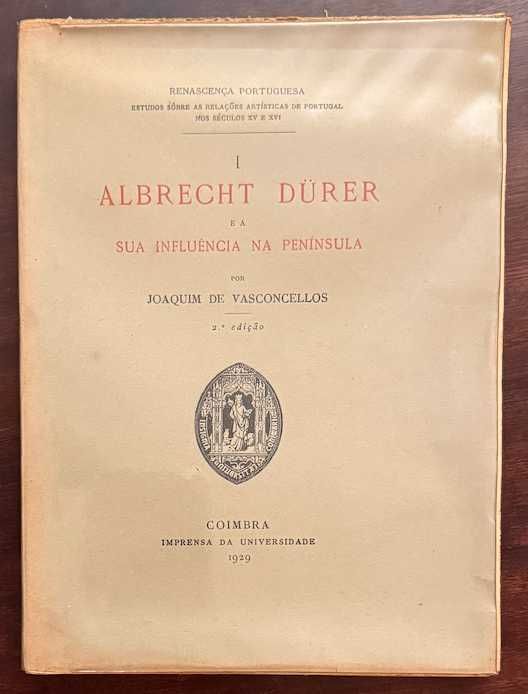 RENASCENÇA PORTUGUESA
ESTUDOS SÔBRE AS RELAÇÕES ARTÍSTICAS DE PORTUGAL
NOS SÉCULOS XV E XVI
I
ALBRECHT DÜRER
E A
SUA INFLUÊNCIA NA PENÍNSULA
POR
JOAQUIM DE VASCONCELLOS
2.ª edição
COIMBRA
IMPRENSA DA UNIVERSIDADE
1929